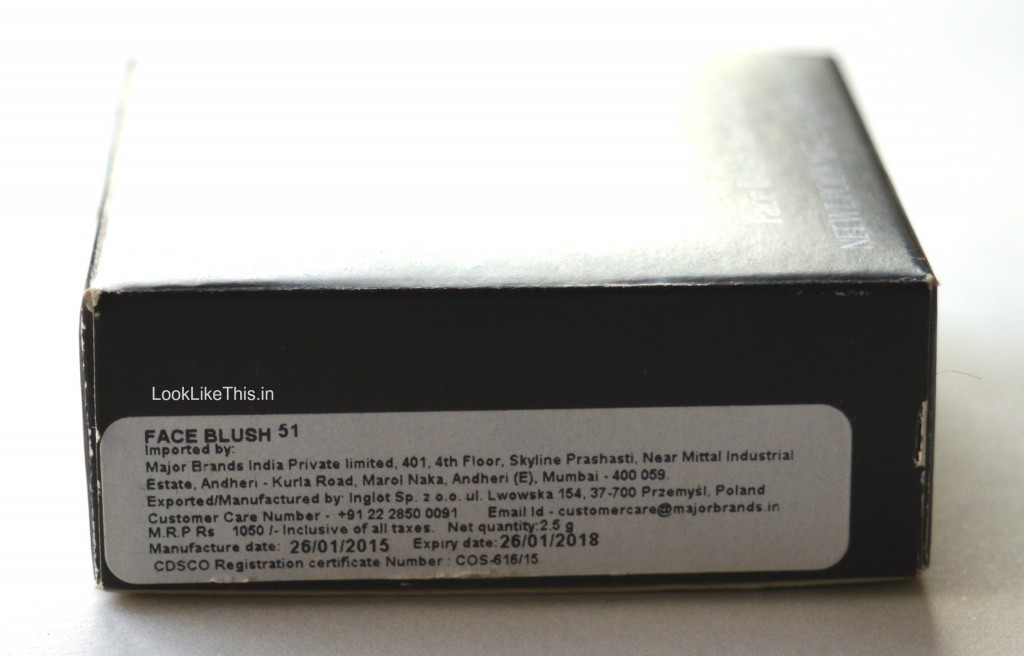 FACE BLUSH
LookLikeThis.in
FACE BLUSH 51
Imported by:
Major Brands India Private limited, 401, 4th Floor, Skyline Prashasti, Near Mittal Industrial
Estate, Andheri - Kurla Road, Marol Naka, Andheri (E), Mumbai - 400 059.
Exported/Manufactured by: Inglot Sp. z o.o. ul. Lwowska 154, 37-700 Przemyśl, Poland
Customer Care Number - +91 22 2850 0091 Email Id - customercare@majorbrands.in
M.R.P Rs 1050 /- Inclusive of all taxes. Net quantity:2.5 g
Manufacture date: 26/01/2015 Expiry date: 26/01/2018
CDSCO Registration certificate Number : COS-616/15